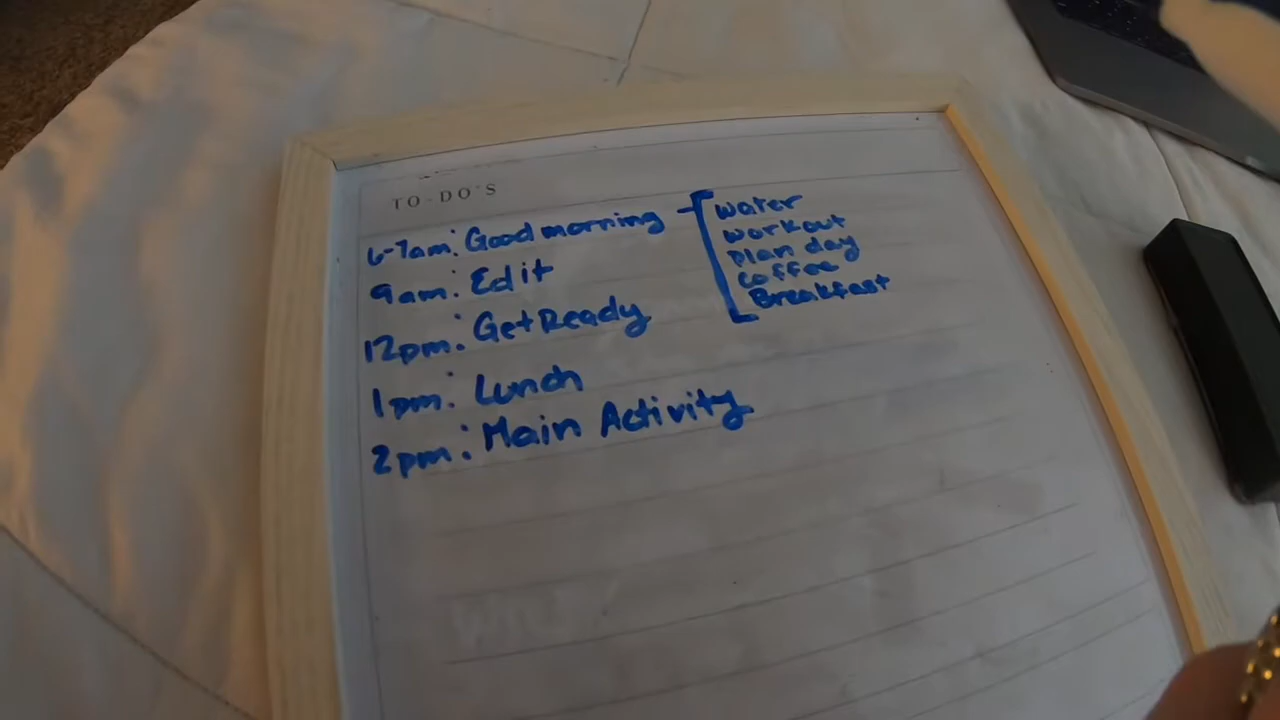 TO-DO'S
6-7am: Good morning
water
workout
plan day
coffee
Breakfast
9am: Edit
12pm: Get Ready
1pm: Lunch
2pm: Main Activity